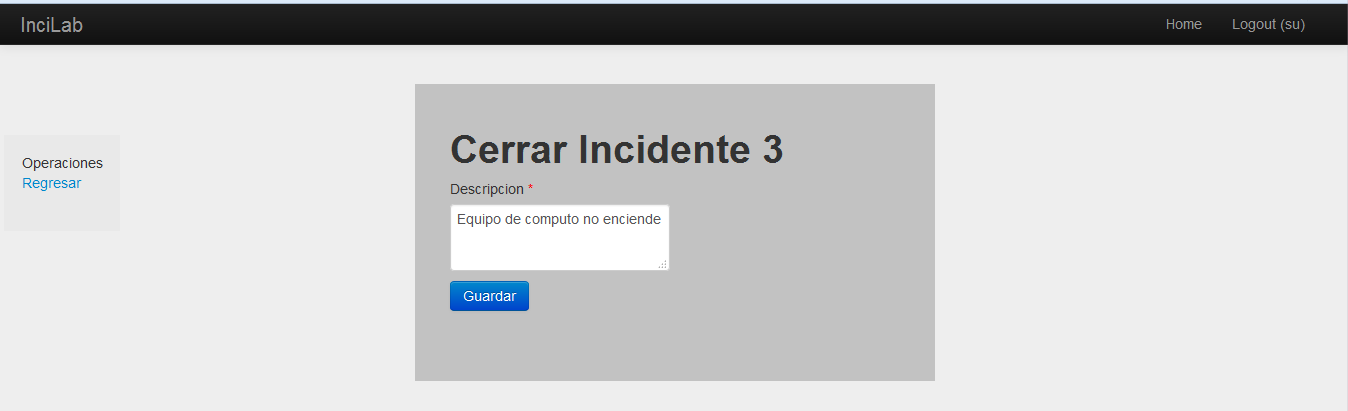 InciLab
Home
Logout (su)
Operaciones
Regresar
Cerrar Incidente 3
Descripcion *
Equipo de computo no enciende
Guardar